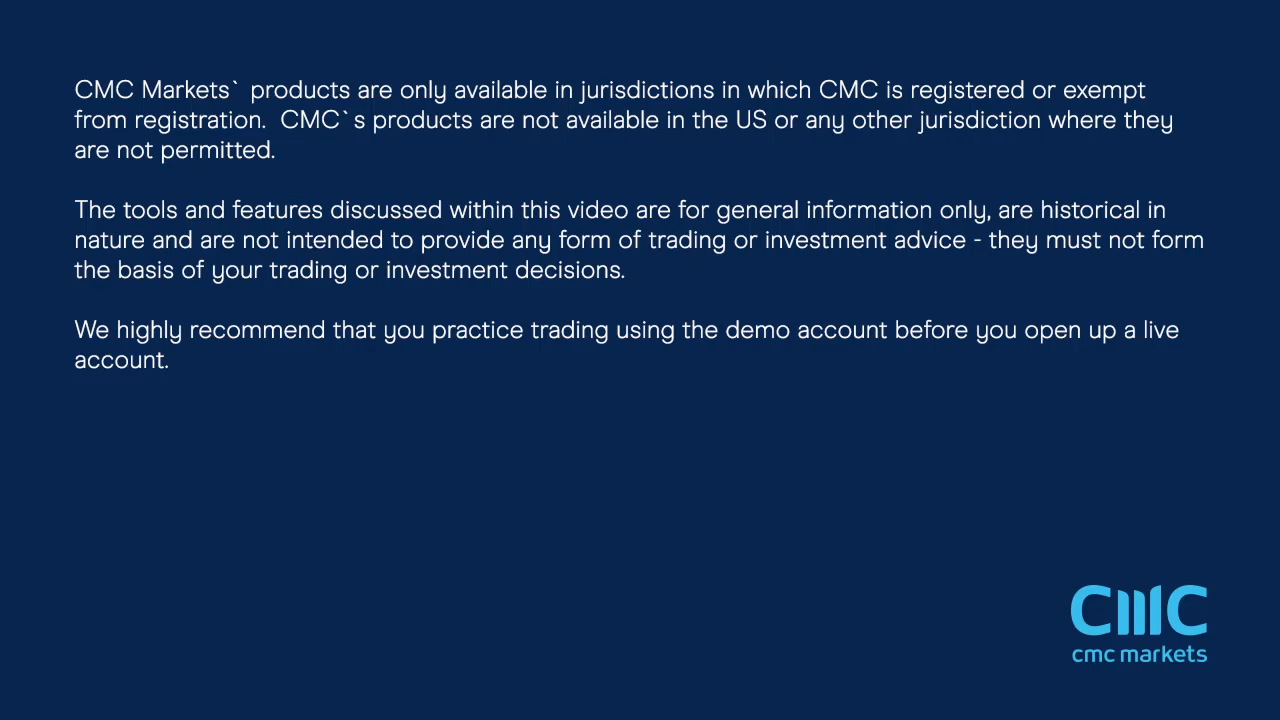 CMC Markets` products are only available in jurisdictions in which CMC is registered or exempt
from registration.  CMC`s products are not available in the US or any other jurisdiction where they
are not permitted.
The tools and features discussed within this video are for general information only, are historical in
nature and are not intended to provide any form of trading or investment advice - they must not form
the basis of your trading or investment decisions.
We highly recommend that you practice trading using the demo account before you open up a live
account.
CMC
cmc markets